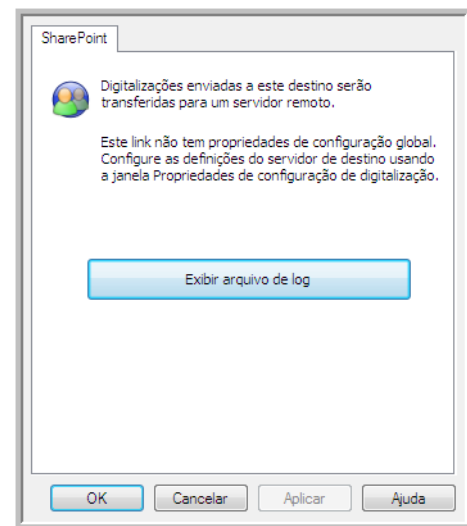 SharePoint
Digitalizações enviadas a este destino serão
transferidas para um servidor remoto.
Este link não tem propriedades de configuração global.
Configure as definições do servidor de destino usando
a janela Propriedades de configuração de digitalização.
Exibir arquivo de log
OK Cancelar Aplicar Ajuda